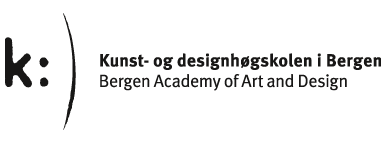 k:)
Kunst- og designhøgskolen i Bergen
Bergen Academy of Art and Design